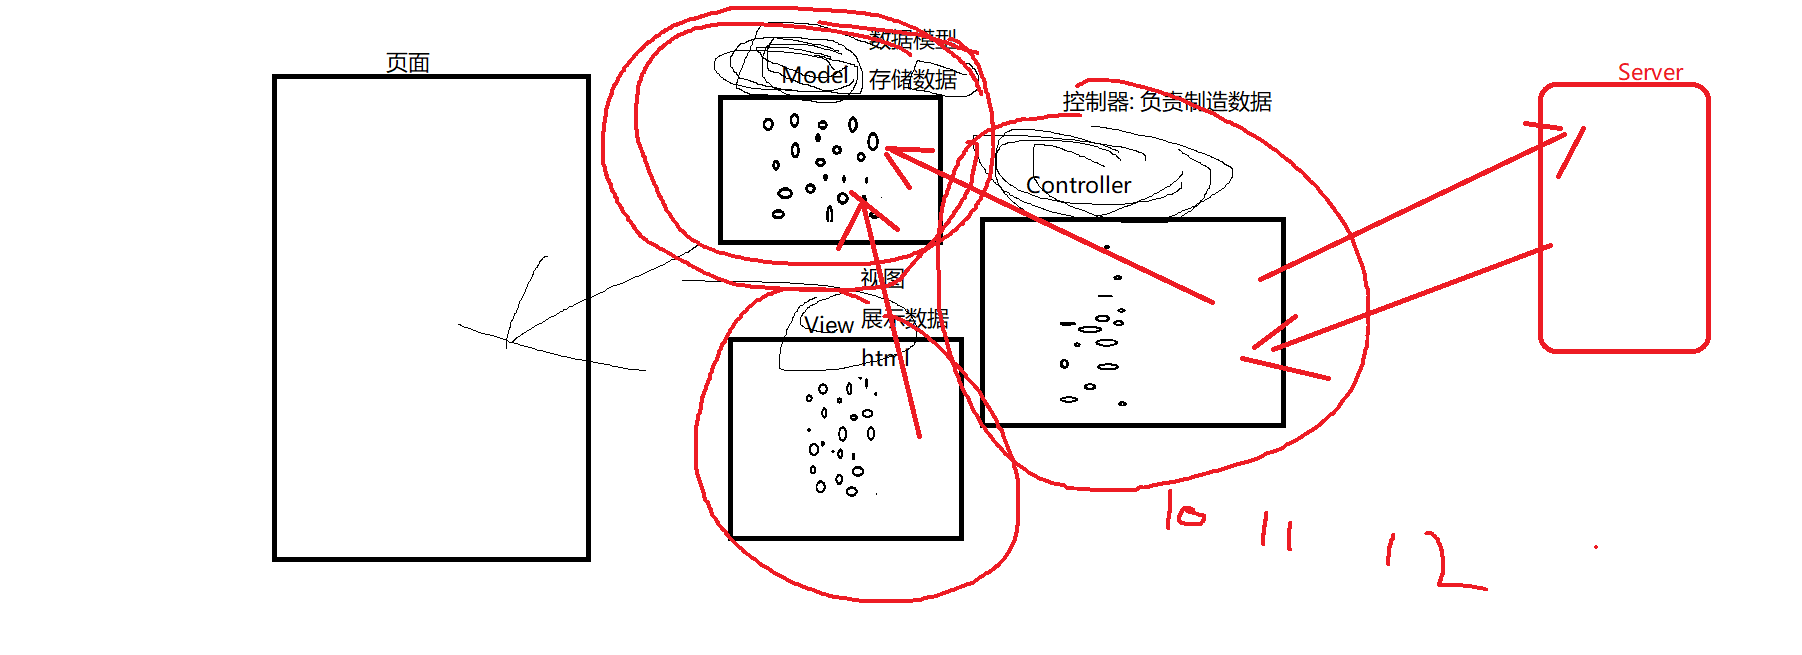 页面
数据模型
Model
存储数据
控制器: 负责制造数据
Controller
Server
视图
View
展示数据
html
10
11
12